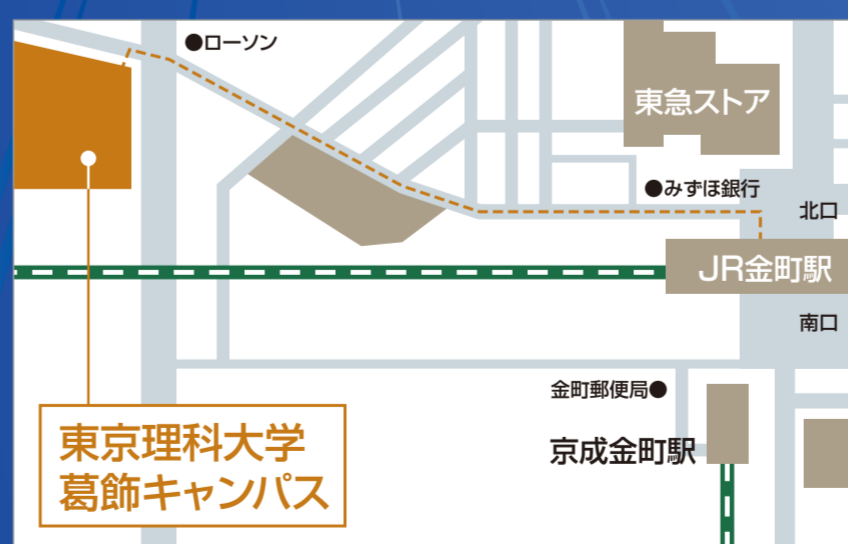 ●ローソン
東急ストア
●みずほ銀行
北口
JR金町駅
南口
金町郵便局●
京成金町駅
東京理科大学
葛飾キャンパス